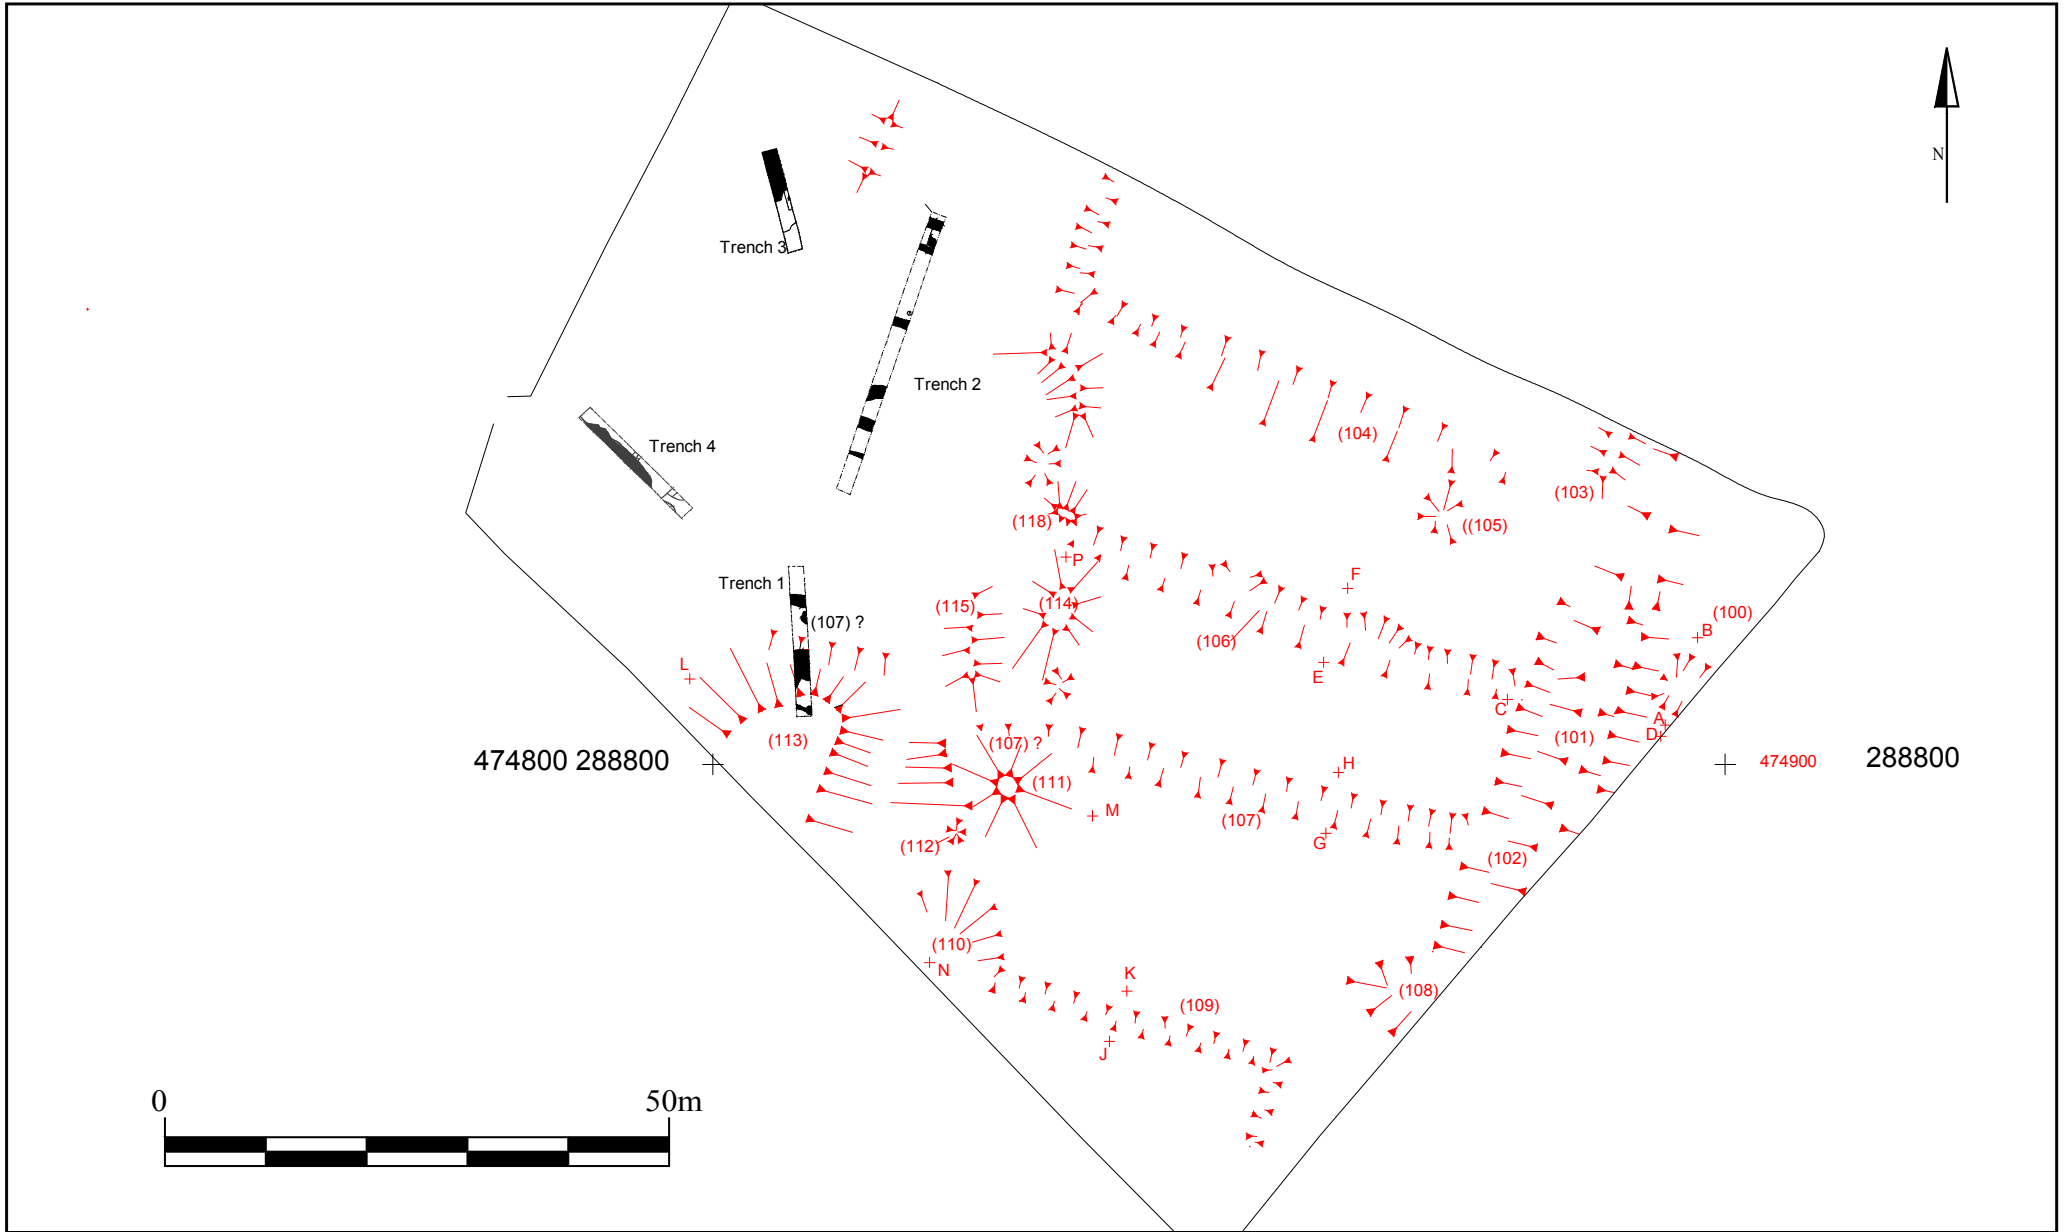 N
Trench 3
Trench 2
(104)
Trench 4
(103)
(118)
((105)
P
F
Trench 1
(115)
(114)
(100)
(107) ?
B
(106)
L
E
C
A
(113)
(107) ?
(101)
D
474800 288800
474900
288800
H
(111)
M
(107)
G
(112)
(102)
(110)
N
K
(108)
(109)
J
0
50m